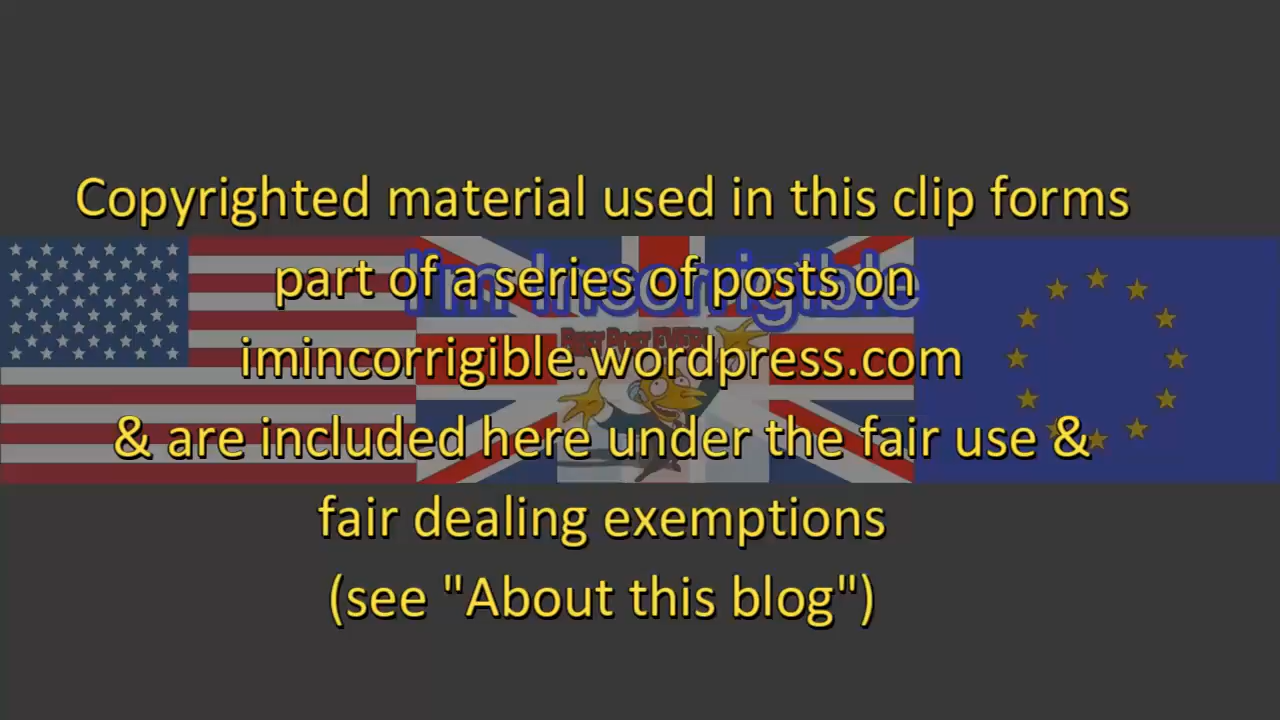 Copyrighted material used in this clip forms
part of a series of posts on
I'm Incorrigible
imincorrigible.wordpress.com
& are included here under the fair use &
fair dealing exemptions
(see "About this blog")